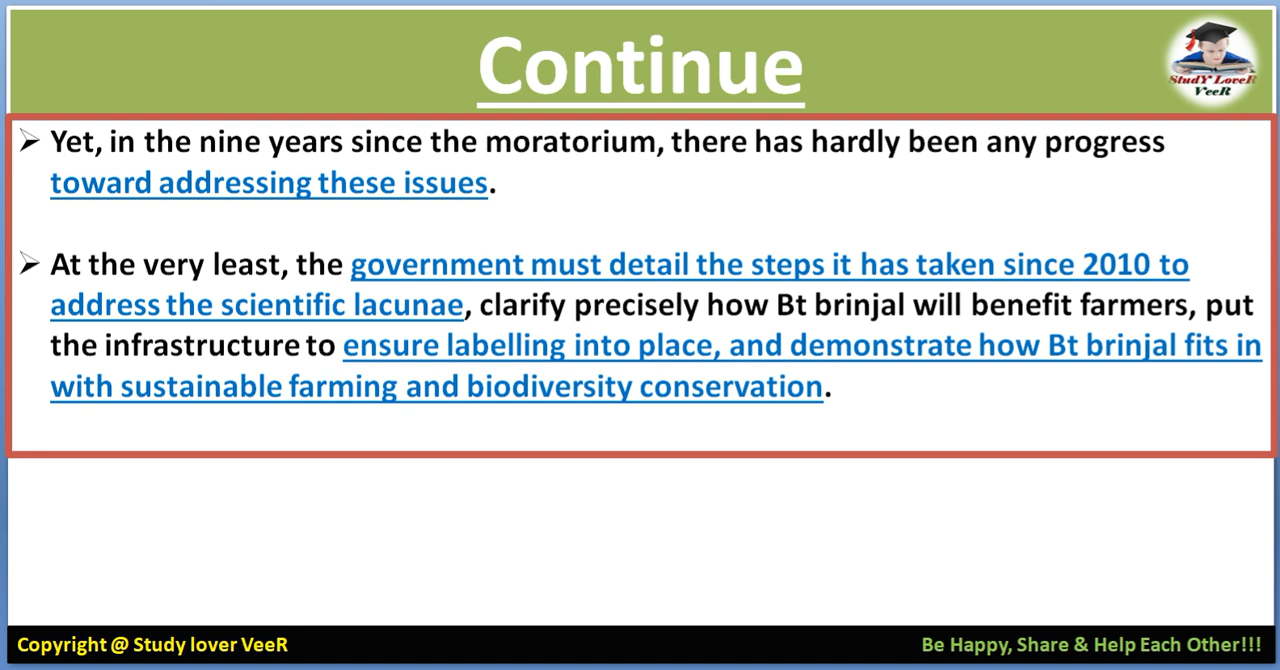 Continue
StudY LoveR
VeeR
➢ Yet, in the nine years since the moratorium, there has hardly been any progress
toward addressing these issues.
➢ At the very least, the government must detail the steps it has taken since 2010 to
address the scientific lacunae, clarify precisely how Bt brinjal will benefit farmers, put
the infrastructure to ensure labelling into place, and demonstrate how Bt brinjal fits in
with sustainable farming and biodiversity conservation.
Copyright @ Study lover VeeR
Be Happy, Share & Help Each Other!!!